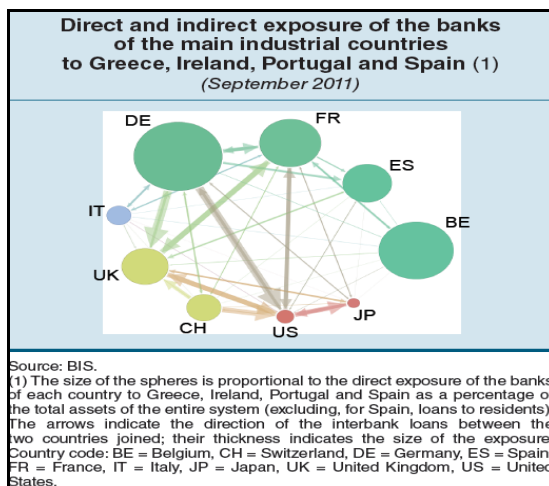 Direct and indirect exposure of the banks
of the main industrial countries
to Greece, Ireland, Portugal and Spain (1)
(September 2011)
DE
FR
ES
IT
BE
UK
CH
US
JP
Source: BIS.
(1) The size of the spheres is proportional to the direct exposure of the banks
of each country to Greece, Ireland, Portugal and Spain as a percentage of
the total assets of the entire system (excluding, for Spain, loans to residents)
The arrows indicate the direction of the interbank loans between the
two countries joined; their thickness indicates the size of the exposure
Country code: BE = Belgium, CH = Switzerland, DE = Germany, ES = Spain
FR = France, IT = Italy, JP = Japan, UK = United Kingdom, US = United
States.